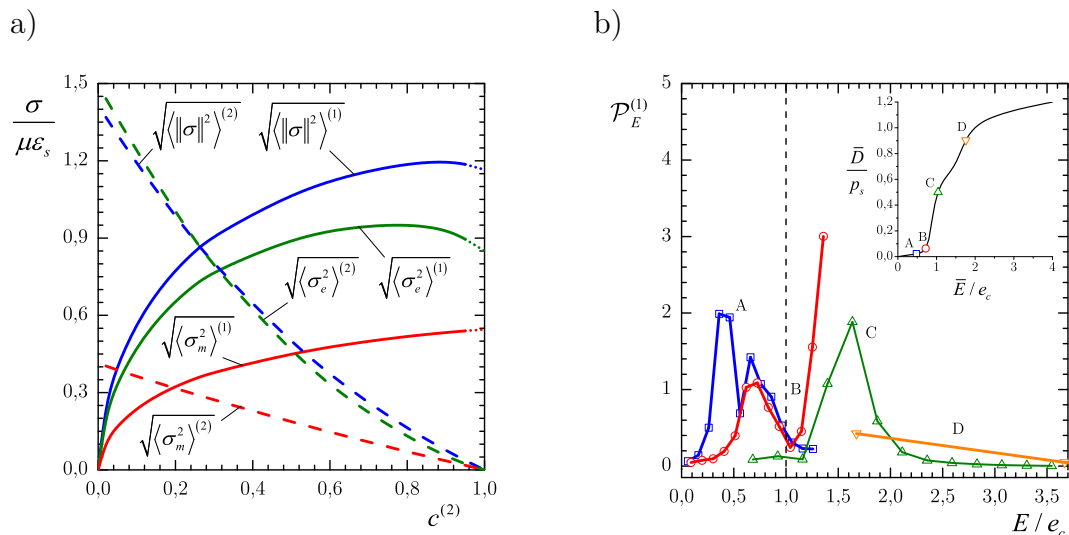 a)
b)
σ / με_s
1,5
1,2
0,9
0,6
0,3
0,0
√⟨‖σ‖²⟩⁽²⁾
√⟨‖σ‖²⟩⁽¹⁾
√⟨σ_e²⟩⁽²⁾
√⟨σ_e²⟩⁽¹⁾
√⟨σ_m²⟩⁽¹⁾
√⟨σ_m²⟩⁽²⁾
0,0 0,2 0,4 0,6 0,8 1,0
c⁽²⁾
𝒫_E⁽¹⁾
5
4
3
2
1
0
A
B
C
D
0,0 0,5 1,0 1,5 2,0 2,5 3,0 3,5
E / e_c
D̅ / p_s
1,2
1,0
0,8
0,6
0,4
0,2
0,0
A
B
C
D
0 1 2 3 4
E̅ / e_c